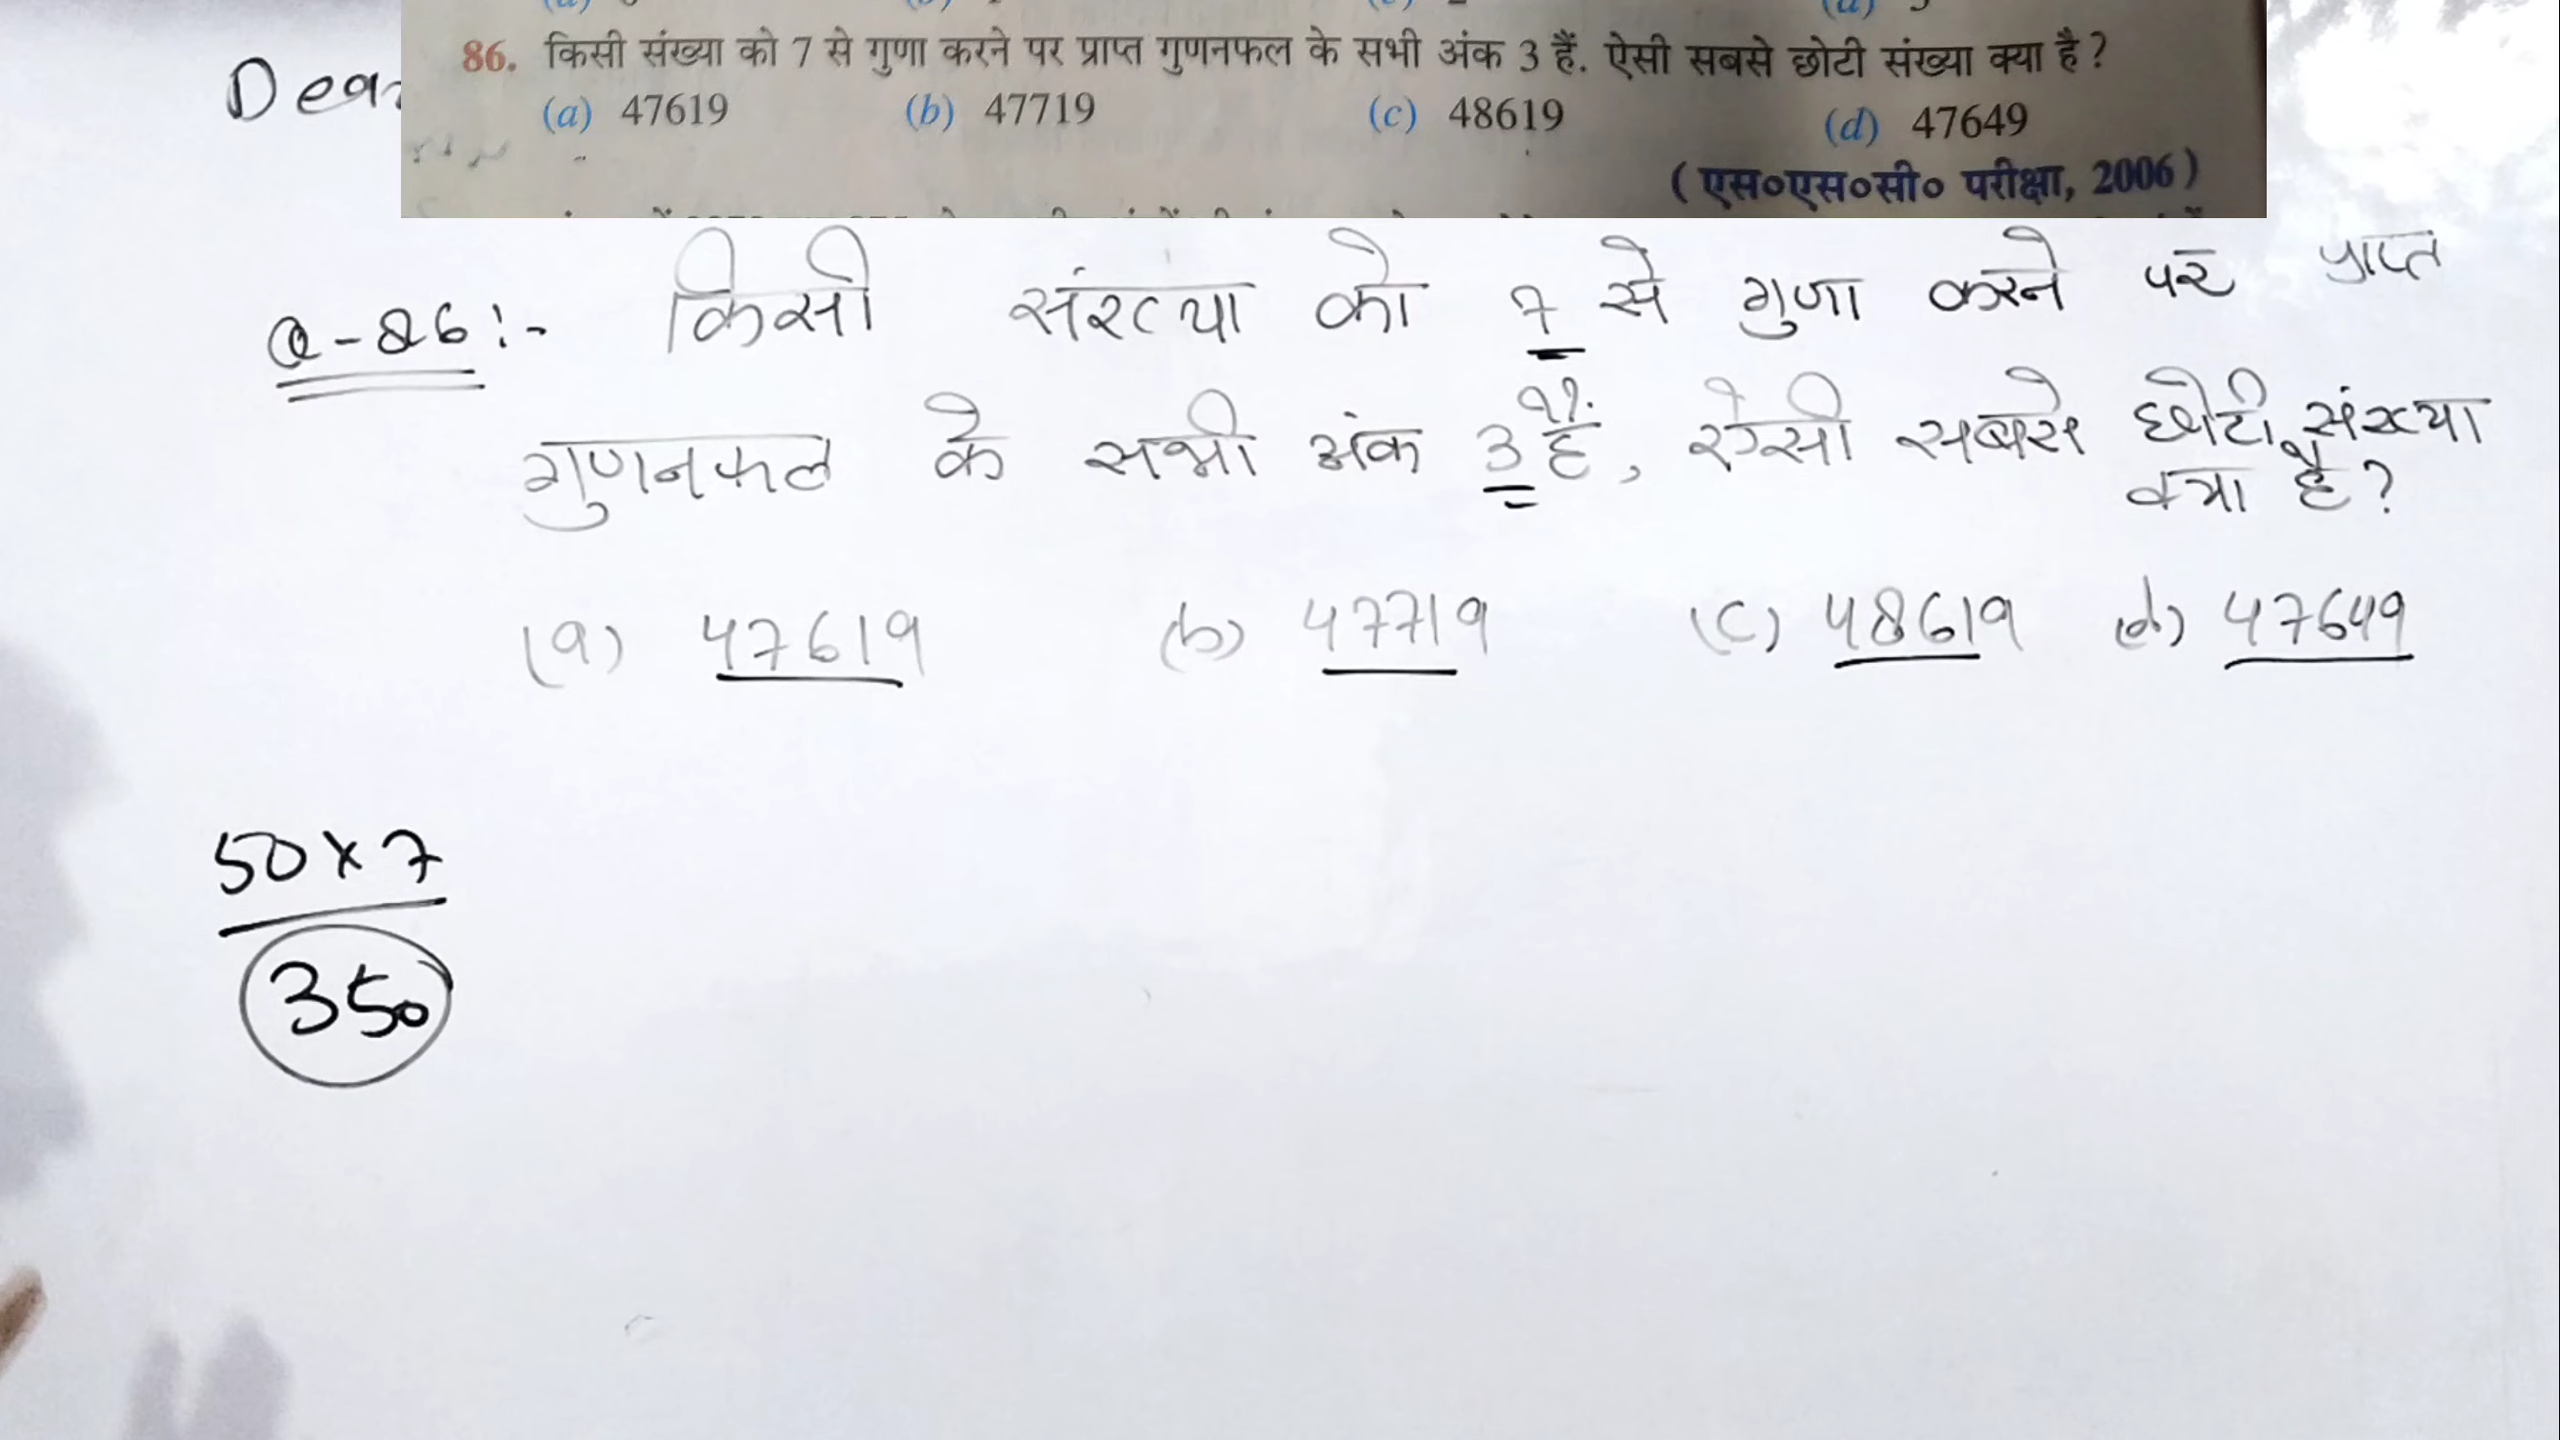 86. किसी संख्या को 7 से गुणा करने पर प्राप्त गुणनफल के सभी अंक 3 हैं. ऐसी सबसे छोटी संख्या क्या है ?
(a) 47619 (b) 47719 (c) 48619 (d) 47649
( एस०एस०सी० परीक्षा, 2006 )
Q-86:- किसी संख्या को 7 से गुणा करने पर प्राप्त
गुणनफल के सभी अंक 3 हैं, ऐसी सबसे छोटी संख्या
क्या है?
(a) 47619 (b) 47719 (c) 48619 (d) 47649
50×7
350